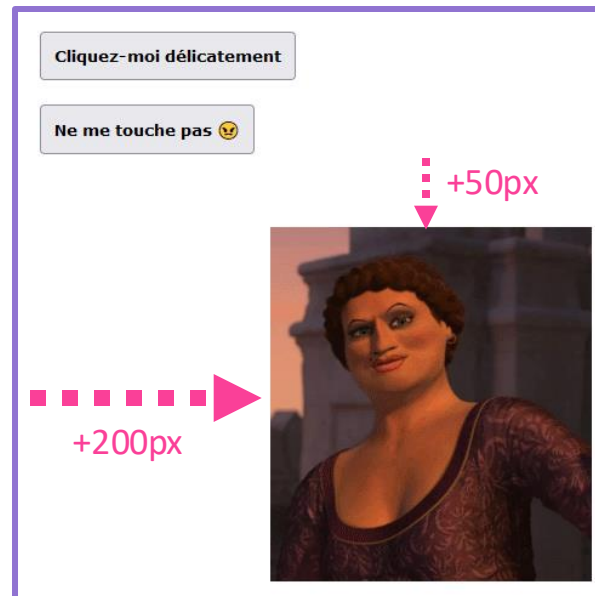 Cliquez-moi délicatement
Ne me touche pas 😠
+50px
+200px